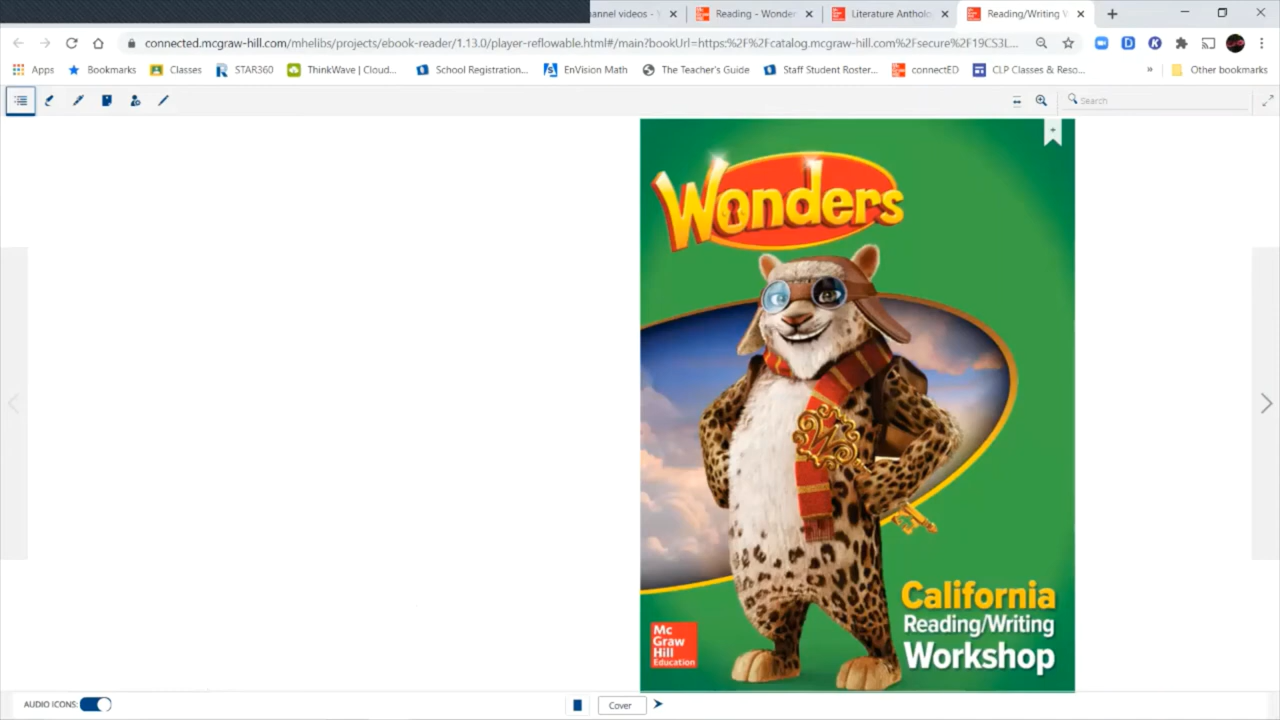 annel videos - Y
Reading - Wonder
Literature Antholo
Reading/Writing W
connected.mcgraw-hill.com/mhelibs/projects/ebook-reader/1.13.0/player-reflowable.html#/main?bookUrl=https:%2F%2Fcatalog.mcgraw-hill.com%2Fsecure%2F19CS3L...
Apps
Bookmarks
Classes
STAR360
ThinkWave | Cloud...
School Registration...
EnVision Math
The Teacher's Guide
Staff Student Roster...
connectED
CLP Classes & Reso...
»
Other bookmarks
Search
Wonders
W
California
Reading/Writing
Workshop
Mc
Graw
Hill
Education
AUDIO ICONS:
Cover